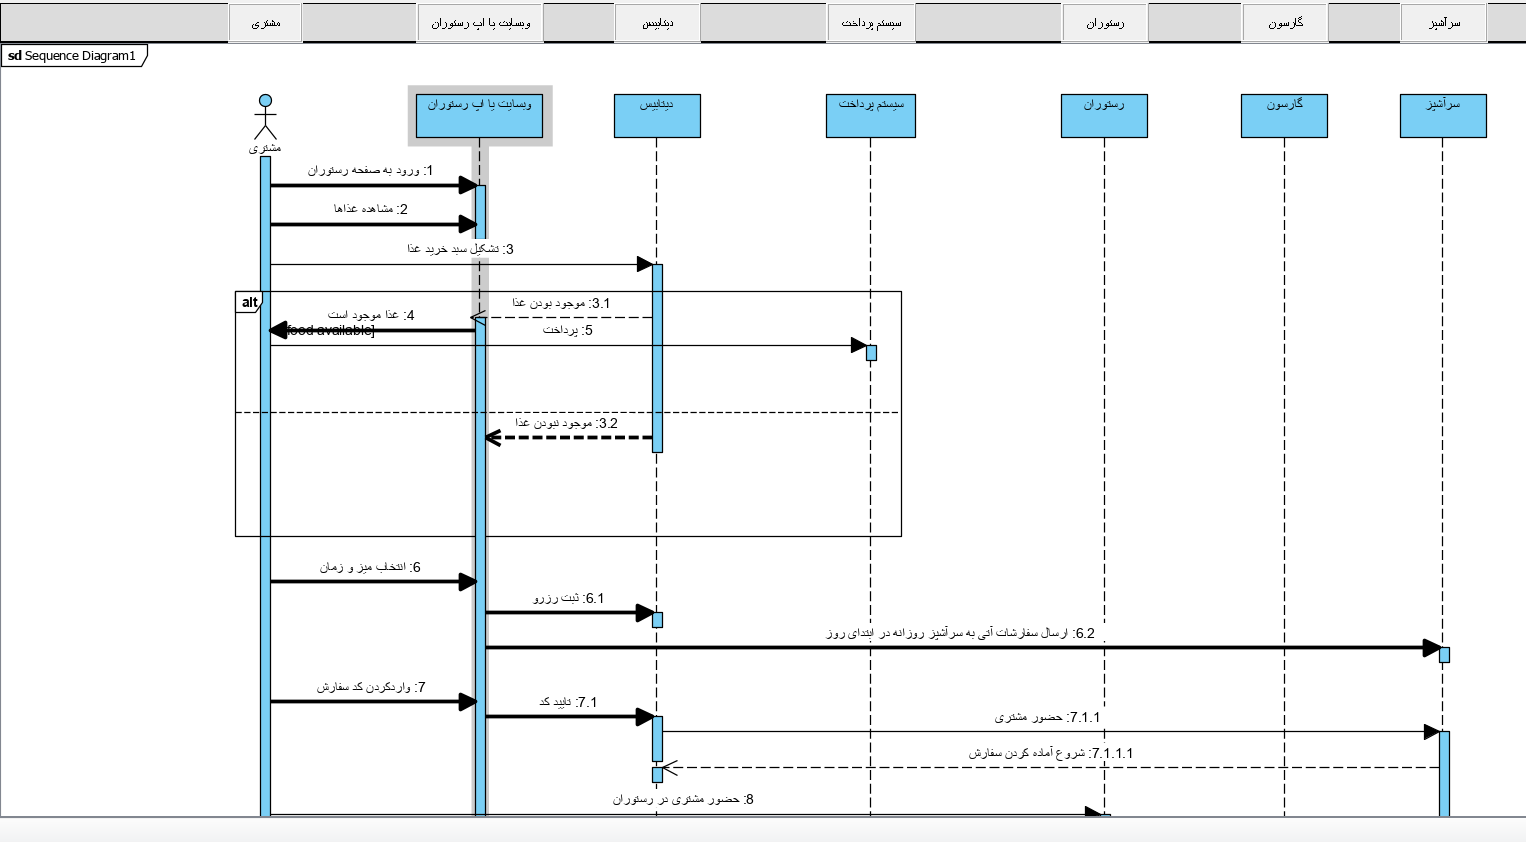 مشتری
وبسایت یا اپ رستوران
دیتابیس
سیستم پرداخت
رستوران
گارسون
سرآشپز
sd Sequence Diagram1
مشتری
وبسایت یا اپ رستوران
دیتابیس
سیستم پرداخت
رستوران
گارسون
سرآشپز
1: ورود به صفحه رستوران
2: مشاهده غذاها
3: تشکیل سبد خرید غذا
alt
3.1: موجود بودن غذا
4: غذا موجود است
food available]
5: پرداخت
3.2: موجود نبودن غذا
6: انتخاب میز و زمان
6.1: ثبت رزرو
6.2: ارسال سفارشات آتی به سرآشپز روزانه در ابتدای روز
7: واردکردن کد سفارش
7.1: تایید کد
7.1.1: حضور مشتری
7.1.1.1: شروع آماده کردن سفارش
8: حضور مشتری در رستوران